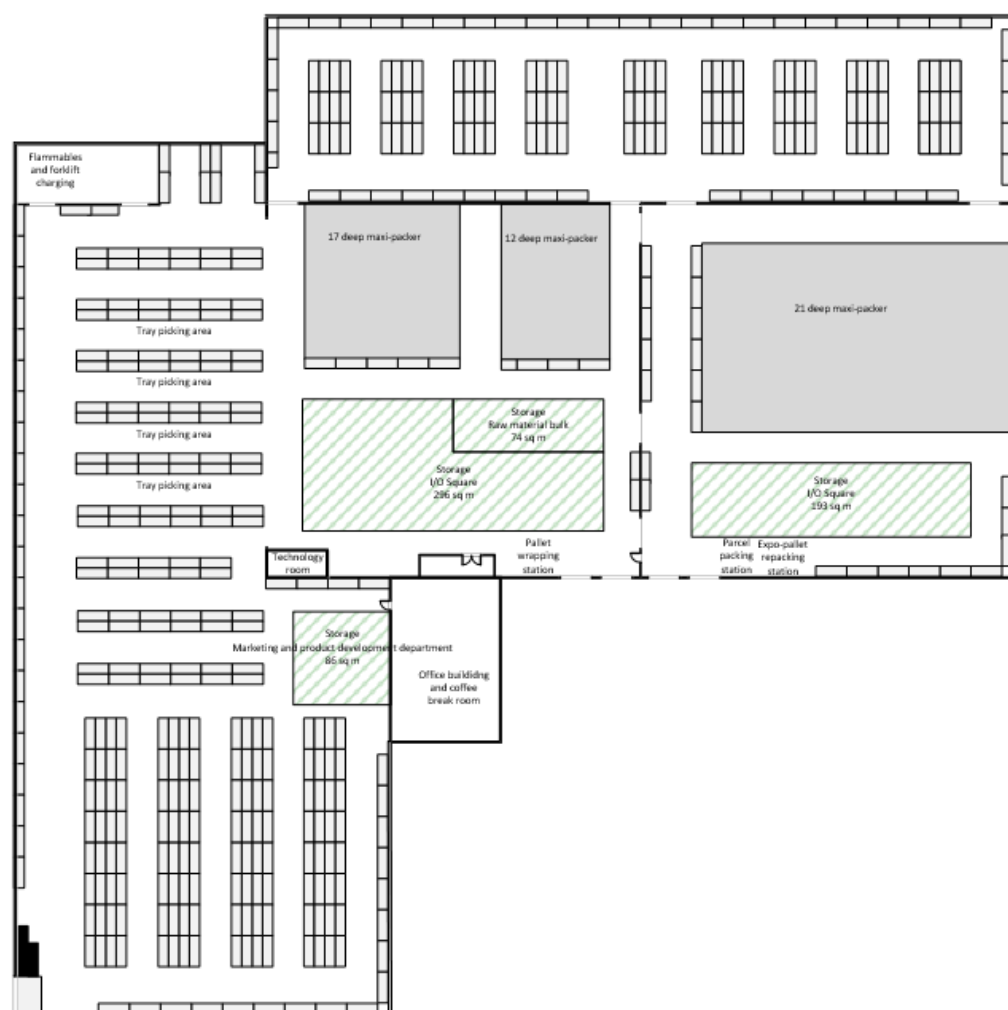 Flammables
and forklift
charging
17 deep maxi-packer
12 deep maxi-packer
21 deep maxi-packer
Tray picking area
Tray picking area
Tray picking area
Tray picking area
Storage
Raw material bulk
74 sq m
Storage
I/O Square
296 sq m
Storage
I/O Square
193 sq m
Pallet
wrapping
station
Parcel
packing
station
Expo-pallet
repacking
station
Technology
room
Storage
Marketing and product development department
86 sq m
Office buildidng
and coffee
break room